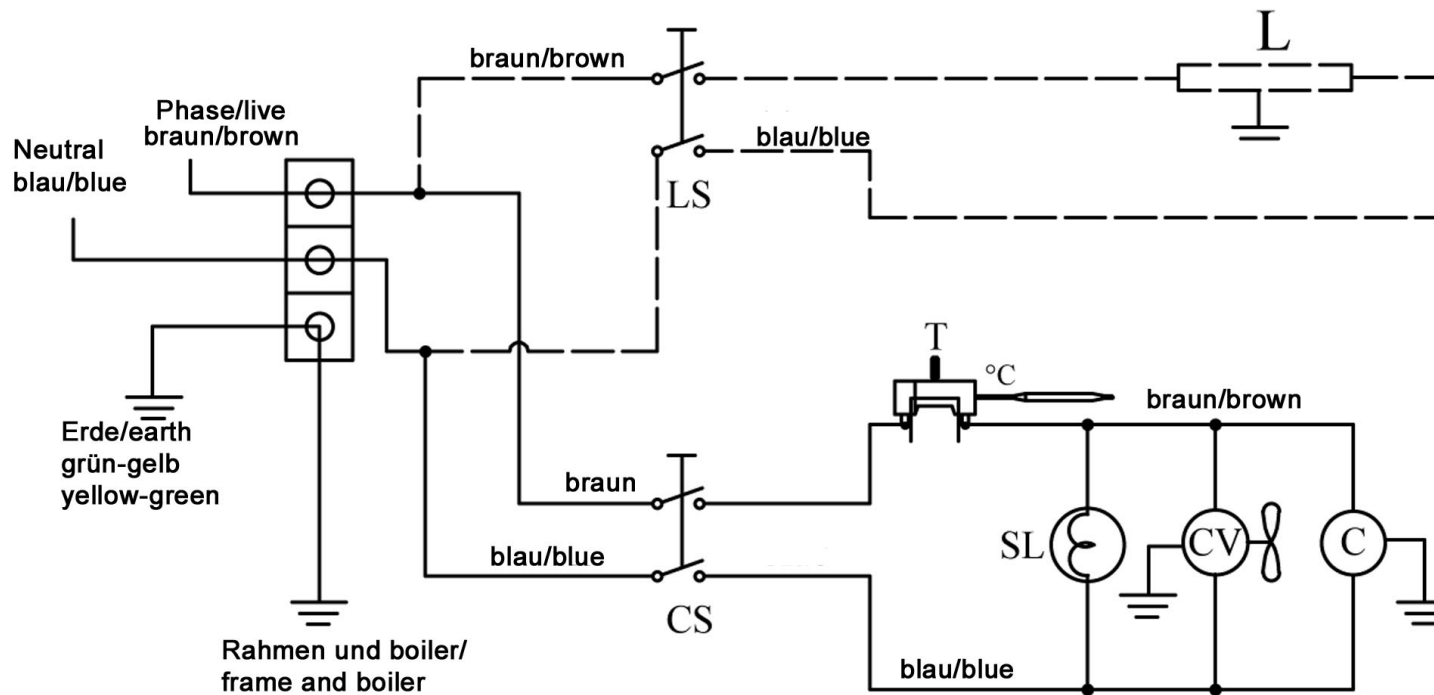 L
braun/brown
Phase/live
braun/brown
Neutral
blau/blue
blau/blue
LS
T
°C
braun/brown
Erde/earth
grün-gelb
yellow-green
braun
SL
CV
C
blau/blue
CS
Rahmen und boiler/
frame and boiler
blau/blue